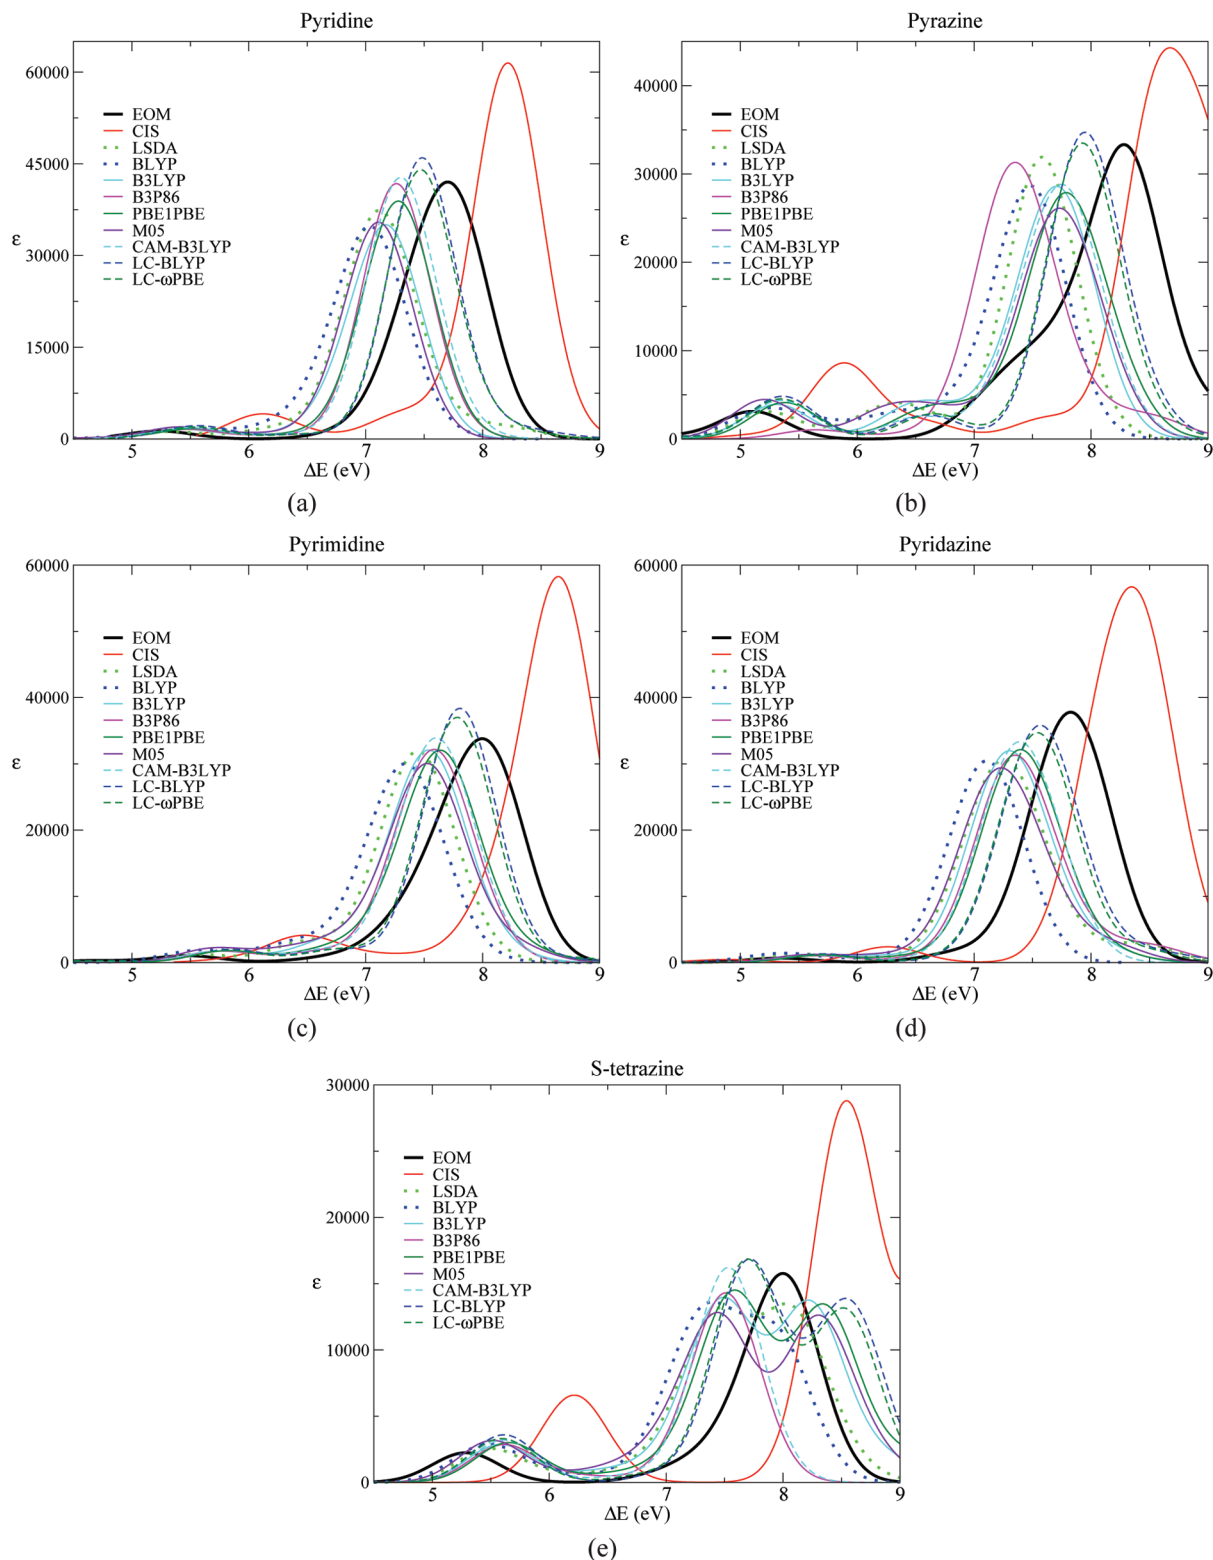 Pyridine
60000
45000
30000
15000
0
ε
EOM
CIS
LSDA
BLYP
B3LYP
B3P86
PBE1PBE
M05
CAM-B3LYP
LC-BLYP
LC-ωPBE
5 6 7 8 9
ΔE (eV)
(a)
Pyrazine
40000
30000
20000
10000
0
ε
EOM
CIS
LSDA
BLYP
B3LYP
B3P86
PBE1PBE
M05
CAM-B3LYP
LC-BLYP
LC-ωPBE
5 6 7 8 9
ΔE (eV)
(b)
Pyrimidine
60000
40000
20000
0
ε
EOM
CIS
LSDA
BLYP
B3LYP
B3P86
PBE1PBE
M05
CAM-B3LYP
LC-BLYP
LC-ωPBE
5 6 7 8 9
ΔE (eV)
(c)
Pyridazine
60000
40000
20000
0
ε
EOM
CIS
LSDA
BLYP
B3LYP
B3P86
PBE1PBE
M05
CAM-B3LYP
LC-BLYP
LC-ωPBE
5 6 7 8 9
ΔE (eV)
(d)
S-tetrazine
30000
20000
10000
0
ε
EOM
CIS
LSDA
BLYP
B3LYP
B3P86
PBE1PBE
M05
CAM-B3LYP
LC-BLYP
LC-ωPBE
5 6 7 8 9
ΔE (eV)
(e)